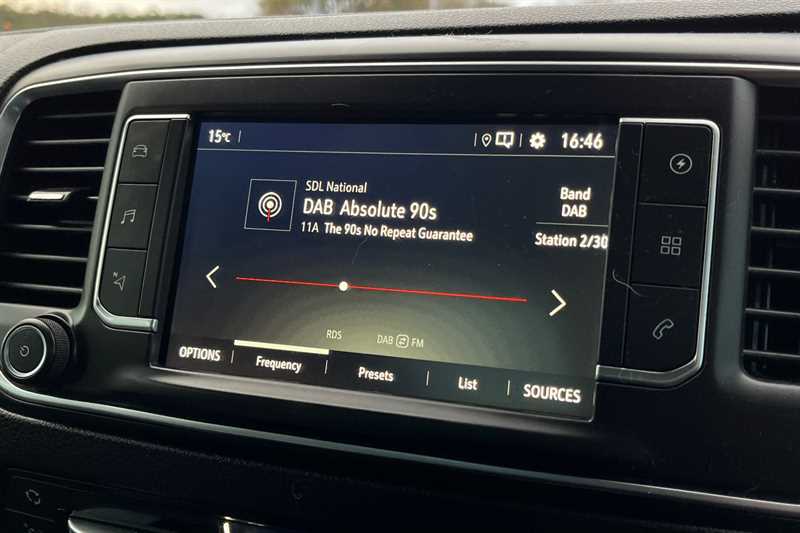 15°C
16:46
SDL National
DAB Absolute 90s
11A The 90s No Repeat Guarantee
Band
DAB
Station 2/30
RDS
DAB FM
OPTIONS
Frequency
Presets
List
SOURCES
N